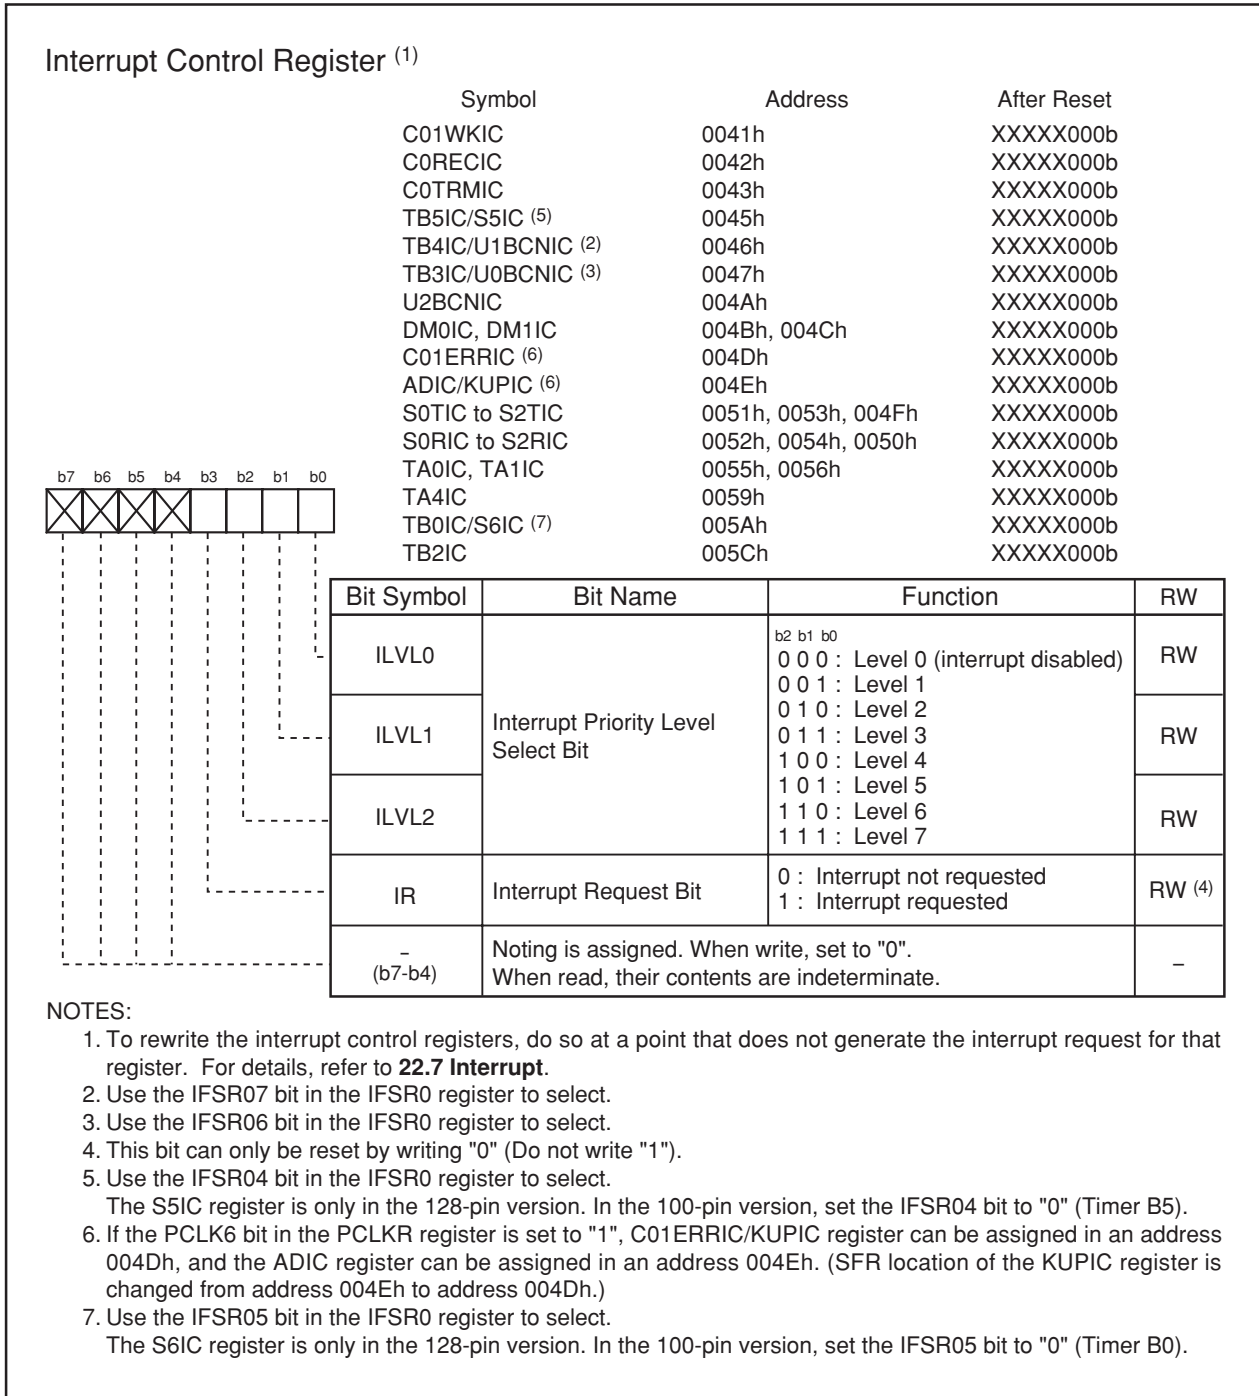 Interrupt Control Register (1)
Symbol Address After Reset
C01WKIC 0041h XXXXX000b
C0RECIC 0042h XXXXX000b
C0TRMIC 0043h XXXXX000b
TB5IC/S5IC (5) 0045h XXXXX000b
TB4IC/U1BCNIC (2) 0046h XXXXX000b
TB3IC/U0BCNIC (3) 0047h XXXXX000b
U2BCNIC 004Ah XXXXX000b
DM0IC, DM1IC 004Bh, 004Ch XXXXX000b
C01ERRIC (6) 004Dh XXXXX000b
ADIC/KUPIC (6) 004Eh XXXXX000b
S0TIC to S2TIC 0051h, 0053h, 004Fh XXXXX000b
S0RIC to S2RIC 0052h, 0054h, 0050h XXXXX000b
TA0IC, TA1IC 0055h, 0056h XXXXX000b
TA4IC 0059h XXXXX000b
TB0IC/S6IC (7) 005Ah XXXXX000b
TB2IC 005Ch XXXXX000b
b7 b6 b5 b4 b3 b2 b1 b0
Bit Symbol Bit Name Function RW
ILVL0
ILVL1
ILVL2
Interrupt Priority Level
Select Bit
b2 b1 b0
0 0 0 : Level 0 (interrupt disabled)
0 0 1 : Level 1
0 1 0 : Level 2
0 1 1 : Level 3
1 0 0 : Level 4
1 0 1 : Level 5
1 1 0 : Level 6
1 1 1 : Level 7
RW
RW
RW
IR Interrupt Request Bit
0 : Interrupt not requested
1 : Interrupt requested
RW (4)
–
(b7-b4)
Noting is assigned. When write, set to "0".
When read, their contents are indeterminate.
–
NOTES:
1. To rewrite the interrupt control registers, do so at a point that does not generate the interrupt request for that
register. For details, refer to 22.7 Interrupt.
2. Use the IFSR07 bit in the IFSR0 register to select.
3. Use the IFSR06 bit in the IFSR0 register to select.
4. This bit can only be reset by writing "0" (Do not write "1").
5. Use the IFSR04 bit in the IFSR0 register to select.
The S5IC register is only in the 128-pin version. In the 100-pin version, set the IFSR04 bit to "0" (Timer B5).
6. If the PCLK6 bit in the PCLKR register is set to "1", C01ERRIC/KUPIC register can be assigned in an address
004Dh, and the ADIC register can be assigned in an address 004Eh. (SFR location of the KUPIC register is
changed from address 004Eh to address 004Dh.)
7. Use the IFSR05 bit in the IFSR0 register to select.
The S6IC register is only in the 128-pin version. In the 100-pin version, set the IFSR05 bit to "0" (Timer B0).